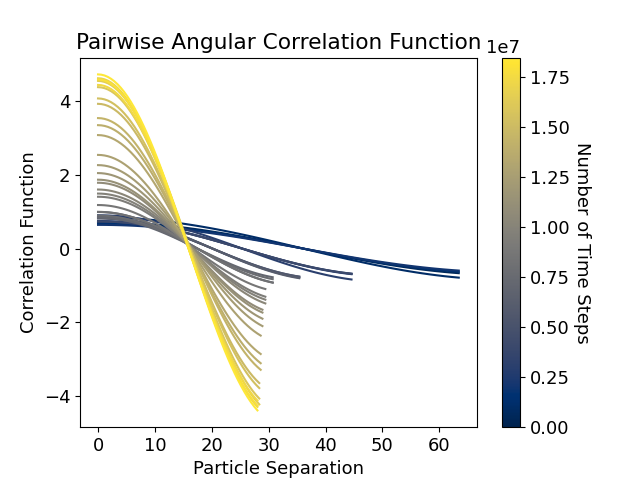 Pairwise Angular Correlation Function
1e7
4
2
0
−2
−4
Correlation Function
0 10 20 30 40 50 60
Particle Separation
1.75
1.50
1.25
1.00
0.75
0.50
0.25
0.00
Number of Time Steps